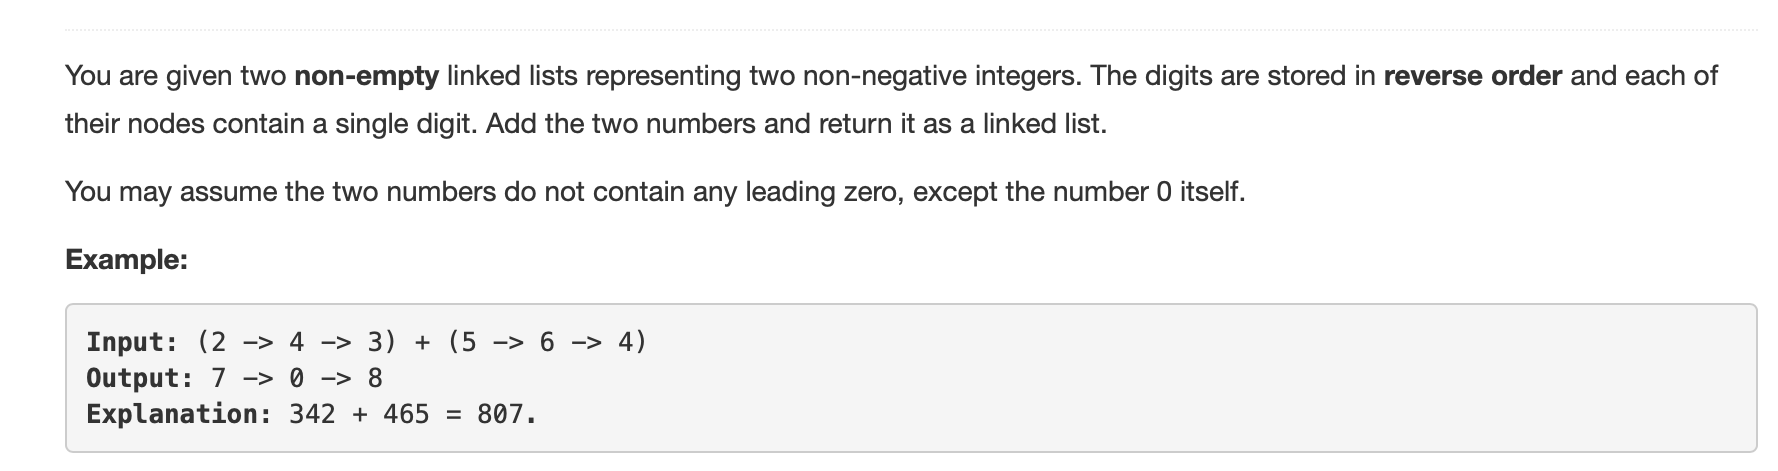 You are given two non-empty linked lists representing two non-negative integers. The digits are stored in reverse order and each of
their nodes contain a single digit. Add the two numbers and return it as a linked list.
You may assume the two numbers do not contain any leading zero, except the number 0 itself.
Example:
Input: (2 -> 4 -> 3) + (5 -> 6 -> 4)
Output: 7 -> 0 -> 8
Explanation: 342 + 465 = 807.